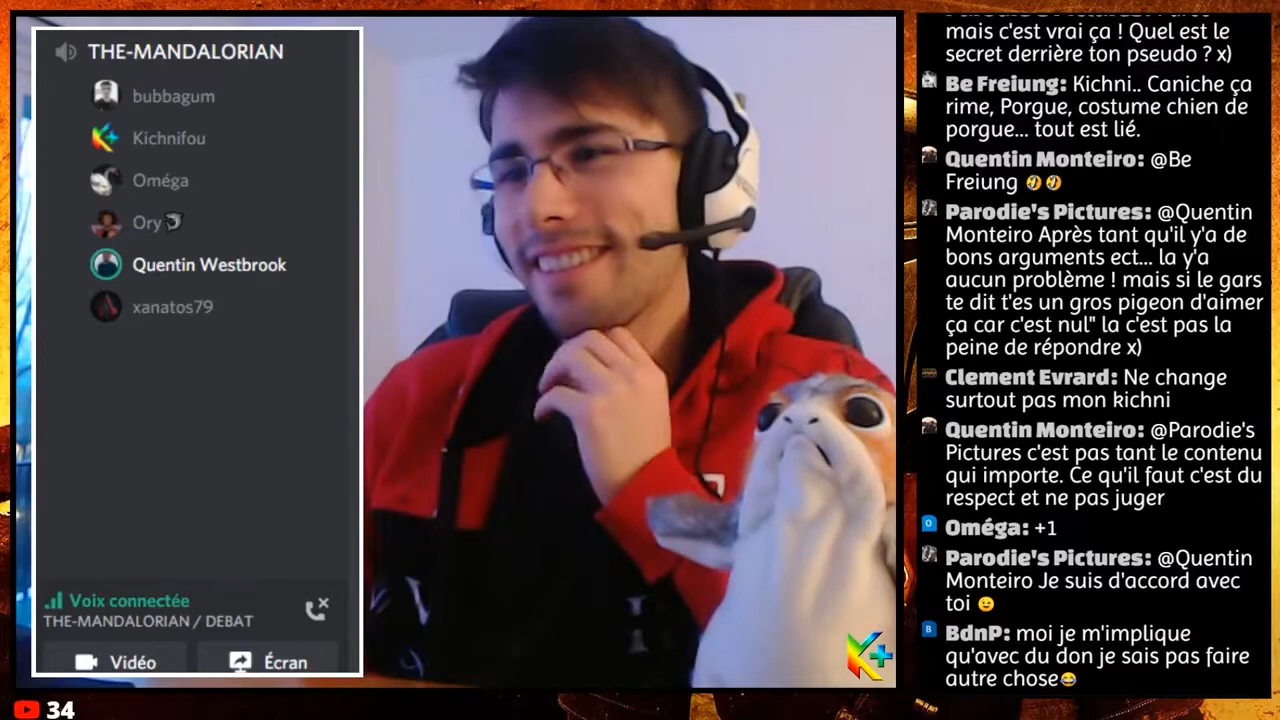 THE-MANDALORIAN
bubbagum
Kichnifou
Oméga
Ory
Quentin Westbrook
xanatos79
Voix connectée
THE-MANDALORIAN / DEBAT
Vidéo
Écran
K+
34
mais c'est vrai ça ! Quel est le
secret derrière ton pseudo ? x)
Be Freiung: Kichni.. Caniche ça
rime, Porgue, costume chien de
porgue... tout est lié.
Quentin Monteiro: @Be
Freiung 🤣🤣
Parodie's Pictures: @Quentin
Monteiro Après tant qu'il y'a de
bons arguments ect... la y'a
aucun problème ! mais si le gars
te dit t'es un gros pigeon d'aimer
ça car c'est nul" la c'est pas la
peine de répondre x)
Clement Evrard: Ne change
surtout pas mon kichni
Quentin Monteiro: @Parodie's
Pictures c'est pas tant le contenu
qui importe. Ce qu'il faut c'est du
respect et ne pas juger
Oméga: +1
Parodie's Pictures: @Quentin
Monteiro Je suis d'accord avec
toi 😉
BdnP: moi je m'implique
qu'avec du don je sais pas faire
autre chose😂